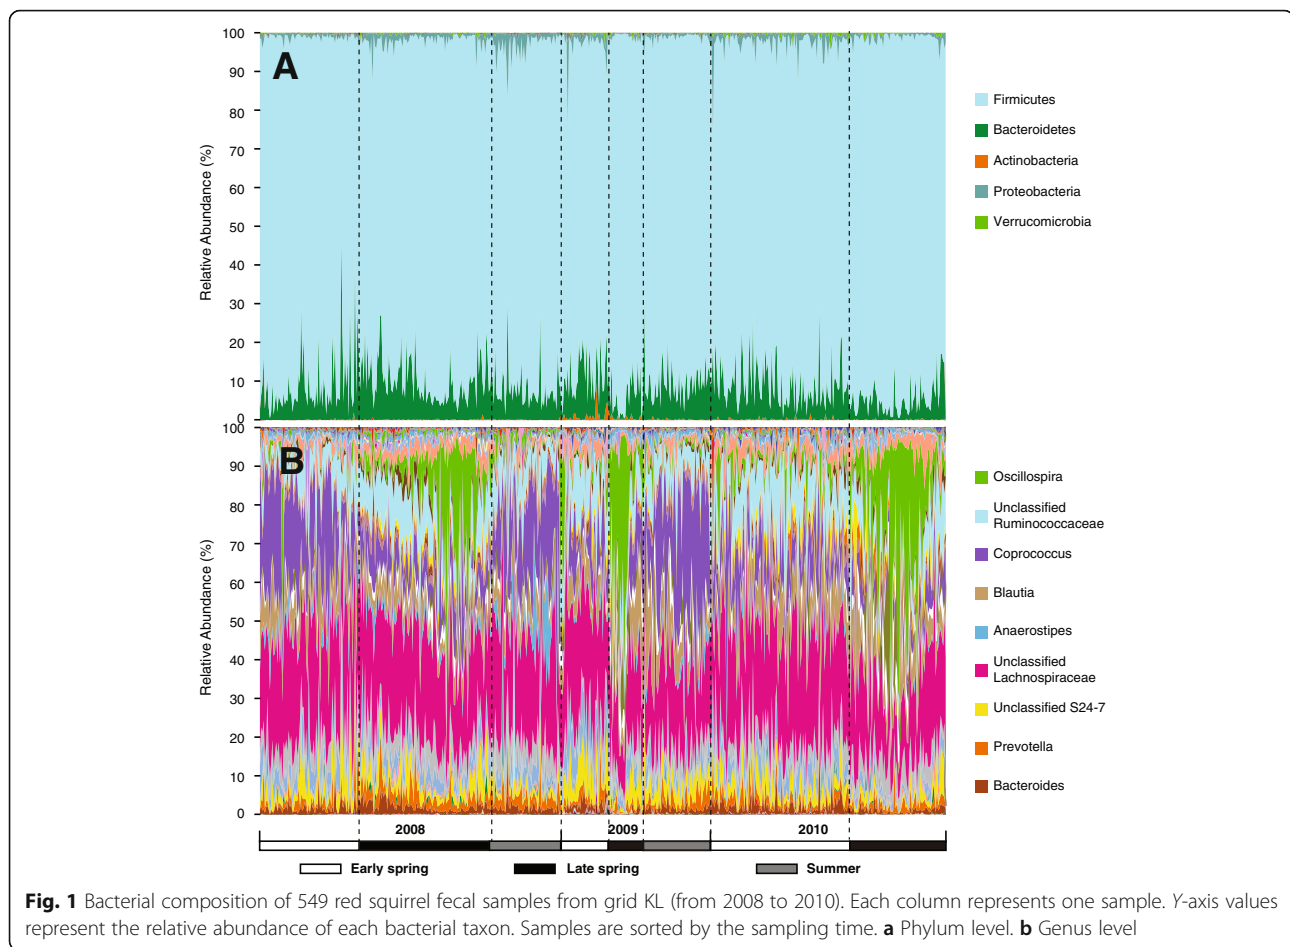 A
Relative Abundance (%)
100
90
80
70
60
50
40
30
20
10
0
Firmicutes
Bacteroidetes
Actinobacteria
Proteobacteria
Verrucomicrobia
B
Relative Abundance (%)
100
90
80
70
60
50
40
30
20
10
0
Oscillospira
Unclassified
Ruminococcaceae
Coprococcus
Blautia
Anaerostipes
Unclassified
Lachnospiraceae
Unclassified S24-7
Prevotella
Bacteroides
2008 2009 2010
Early spring Late spring Summer
Fig. 1 Bacterial composition of 549 red squirrel fecal samples from grid KL (from 2008 to 2010). Each column represents one sample. Y-axis values
represent the relative abundance of each bacterial taxon. Samples are sorted by the sampling time. a Phylum level. b Genus level